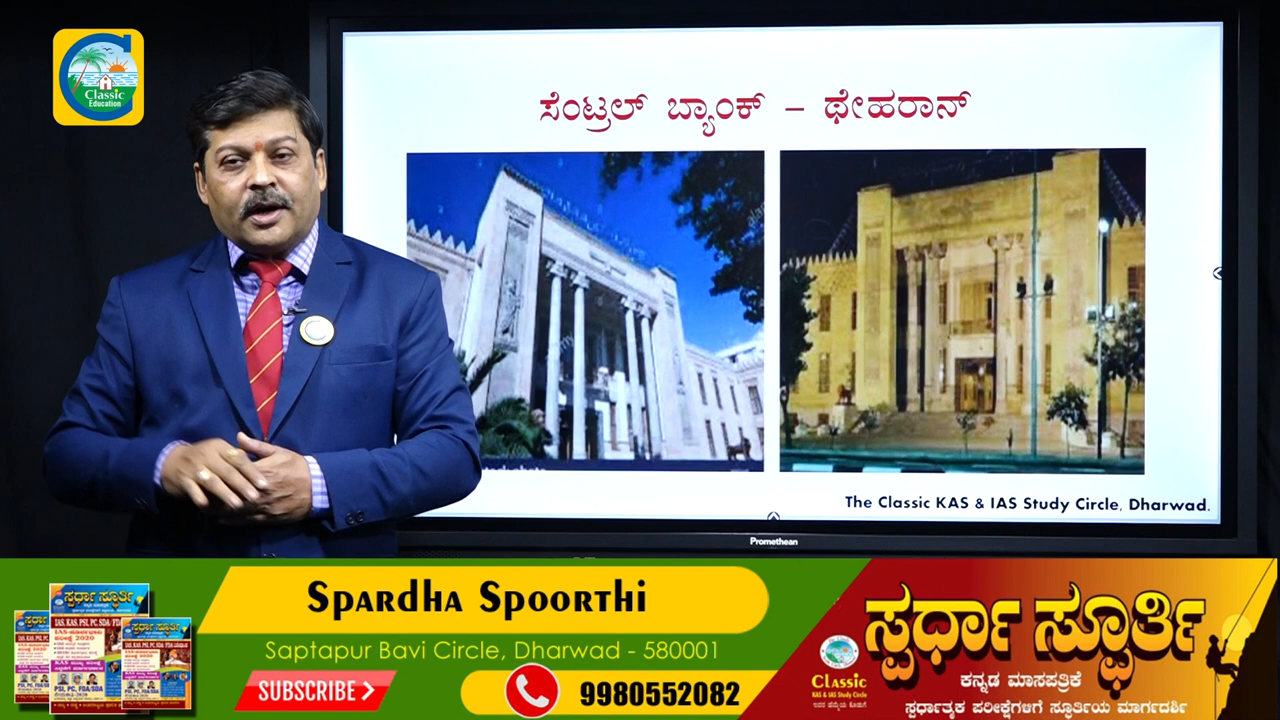 Classic
Education
ಸೆಂಟ್ರಲ್ ಬ್ಯಾಂಕ್ – ಥೇಹರಾನ್
The Classic KAS & IAS Study Circle, Dharwad.
Promethean
Spardha Spoorthi
Saptapur Bavi Circle, Dharwad - 580001
SUBSCRIBE
9980552082
ಸ್ಪರ್ಧಾ ಸ್ಫೂರ್ತಿ
ಸ್ಪರ್ಧಾ ಸ್ಫೂರ್ತಿ
ಕನ್ನಡ ಮಾಸಪತ್ರಿಕೆ
ಸ್ಪರ್ಧಾತ್ಮಕ ಪರೀಕ್ಷೆಗಳಿಗೆ ಸ್ಫೂರ್ತಿಯ ಮಾರ್ಗದರ್ಶಿ
Classic
KAS & IAS Study Circle